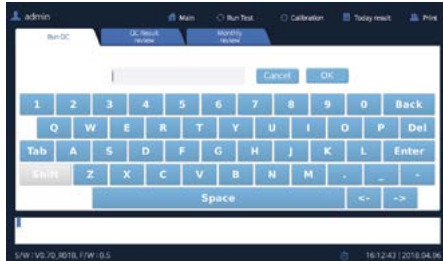 admin Main Run Test Calibration Today result Print
Run QC QC Result review Monthly review
Cancel OK
1 2 3 4 5 6 7 8 9 0 Back
Q W E R T Y U I O P Del
Tab A S D F G H J K L Enter
Shift Z X C V B N M . _ -
Space <- ->
S/W : V0.70_R010, F/W : 0.5 16:12:43 | 2018.04.06